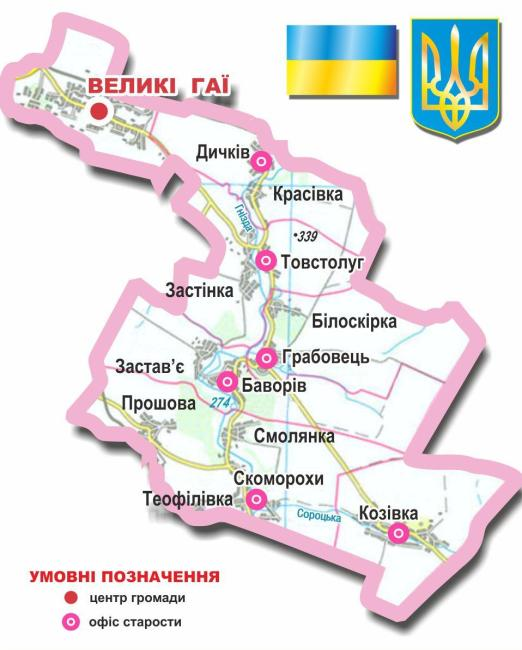 ВЕЛИКІ ГАЇ
Дичків
Красівка
Гнізда
339
Товстолуг
Застінка
Білоскірка
Грабовець
Застав’є
Баворів
Прошова
274
Смолянка
Скоморохи
Теофілівка
Сороцька
Козівка
УМОВНІ ПОЗНАЧЕННЯ
центр громади
офіс старости